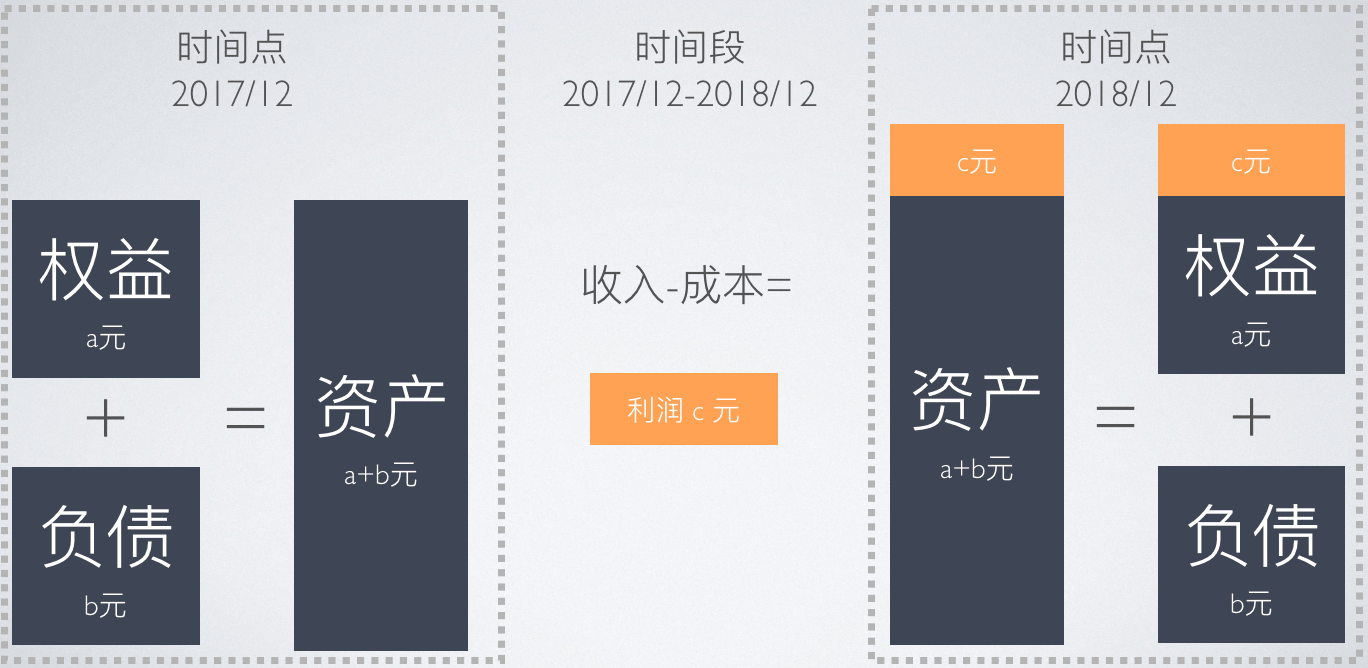 时间点
2017/12
权益
a元
+
负债
b元
=
资产
a+b元
时间段
2017/12-2018/12
收入-成本=
利润 c 元
时间点
2018/12
c元
资产
a+b元
=
c元
权益
a元
+
负债
b元